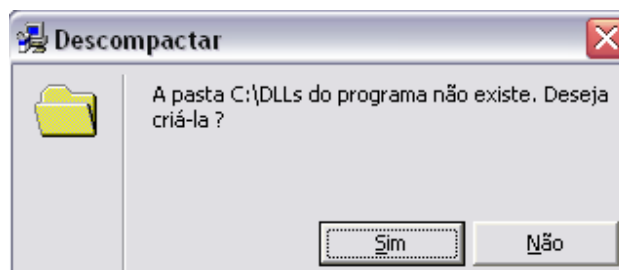 Descompactar
A pasta C:\DLLs do programa não existe. Deseja
criá-la ?
Sim Não